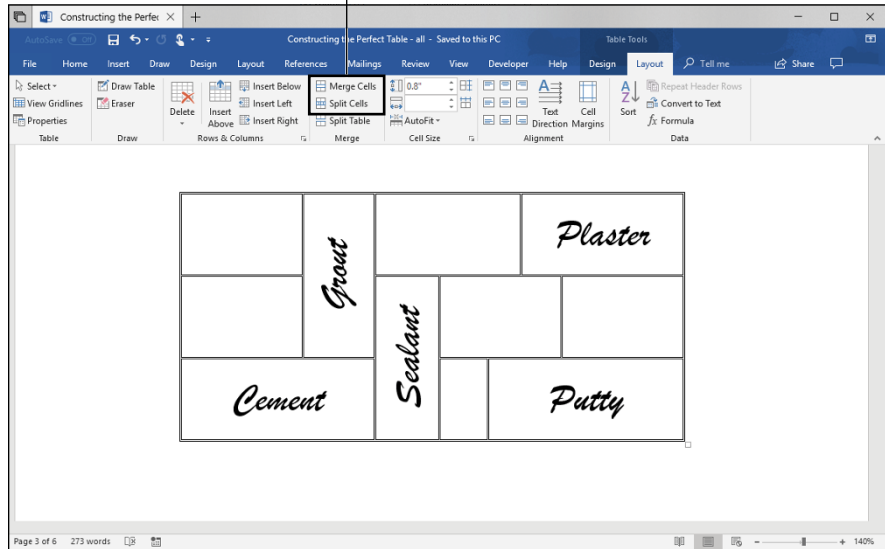 Constructing the Perfec
AutoSave Off
Constructing the Perfect Table - all - Saved to this PC
Table Tools
File Home Insert Draw Design Layout References Mailings Review View Developer Help Design Layout Tell me Share
Select
View Gridlines
Properties
Table
Draw Table
Eraser
Draw
Delete
Insert Above
Insert Below
Insert Left
Insert Right
Rows & Columns
Merge Cells
Split Cells
Split Table
Merge
0.8"
AutoFit
Cell Size
Text Direction
Cell Margins
Alignment
Sort
Repeat Header Rows
Convert to Text
fx Formula
Data
Grout
Plaster
Sealant
Cement
Putty
Page 3 of 6 273 words
140%